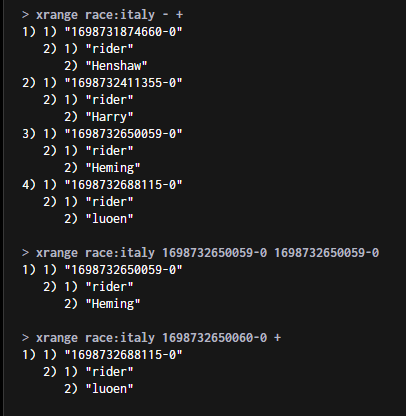 > xrange race:italy - +
1) 1) "1698731874660-0"
2) 1) "rider"
2) "Henshaw"
2) 1) "1698732411355-0"
2) 1) "rider"
2) "Harry"
3) 1) "1698732650059-0"
2) 1) "rider"
2) "Heming"
4) 1) "1698732688115-0"
2) 1) "rider"
2) "luoen"
> xrange race:italy 1698732650059-0 1698732650059-0
1) 1) "1698732650059-0"
2) 1) "rider"
2) "Heming"
> xrange race:italy 1698732650060-0 +
1) 1) "1698732688115-0"
2) 1) "rider"
2) "luoen"